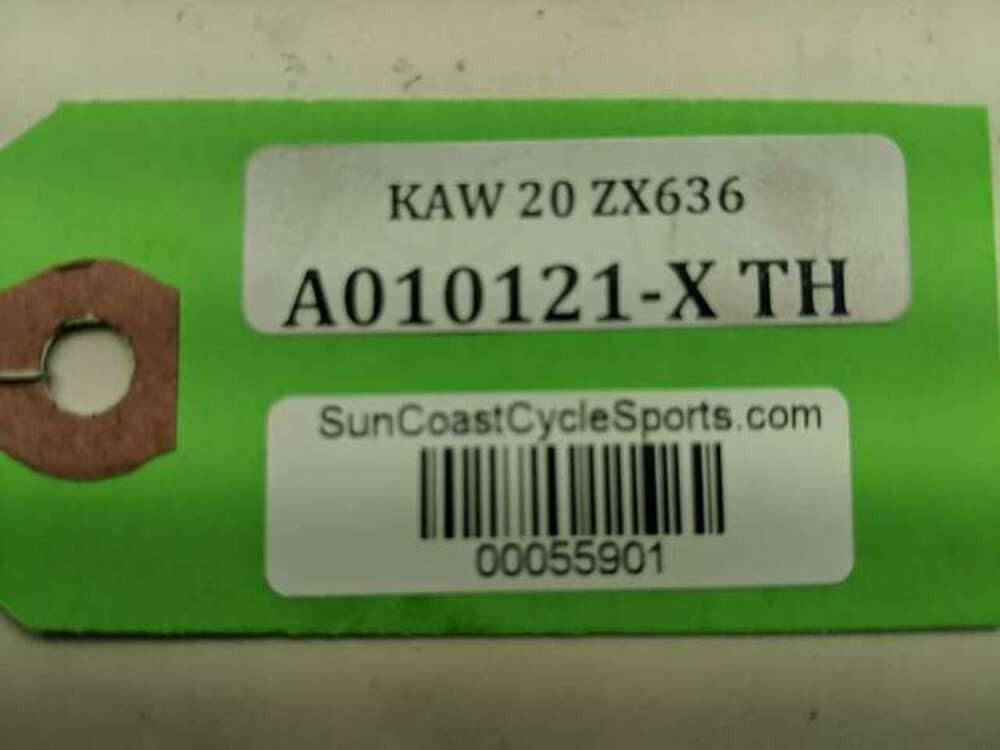 KAW 20 ZX636
A010121-X TH
SunCoastCycleSports.com
00055901